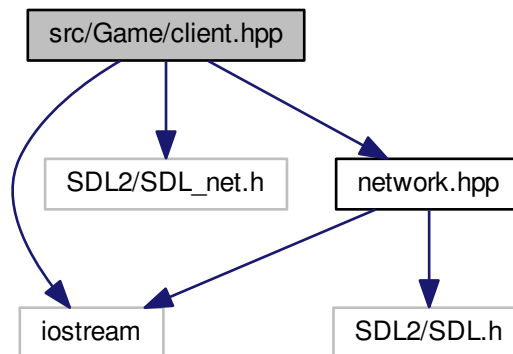 src/Game/client.hpp
SDL2/SDL_net.h
network.hpp
iostream
SDL2/SDL.h